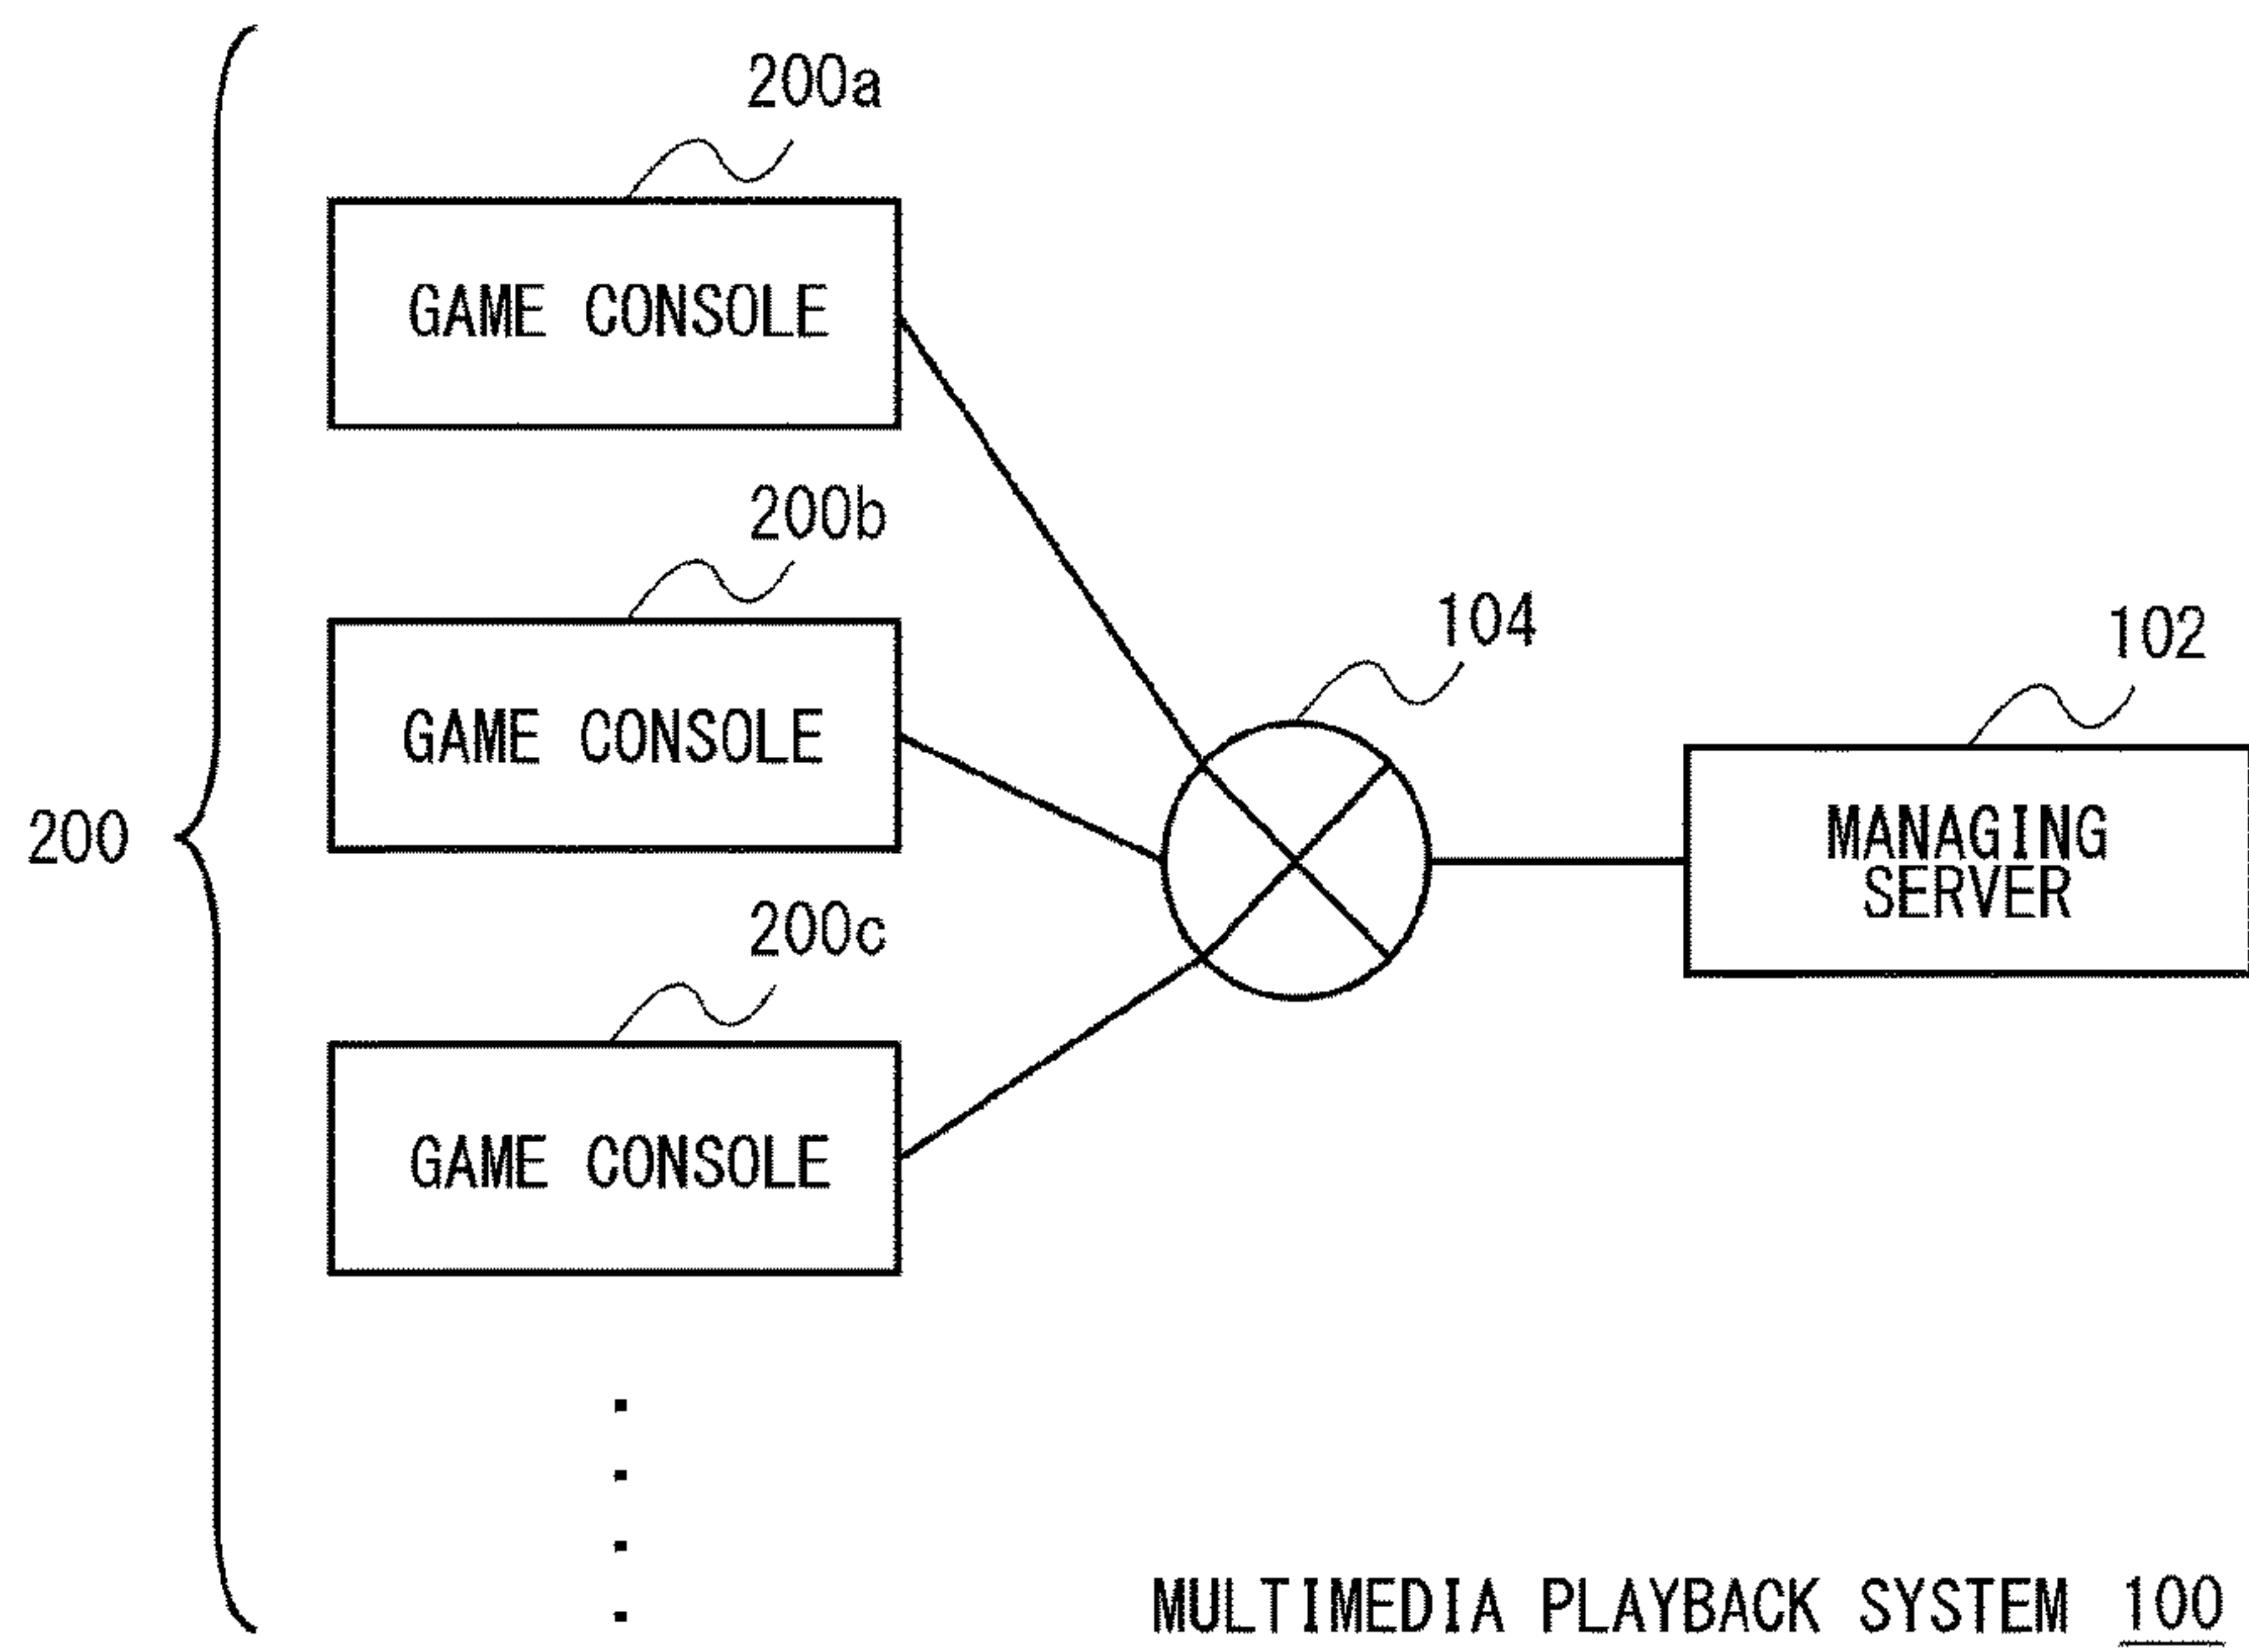 200a
GAME CONSOLE
200b
GAME CONSOLE
104
102
200
MANAGING
SERVER
200c
GAME CONSOLE
MULTIMEDIA PLAYBACK SYSTEM 100